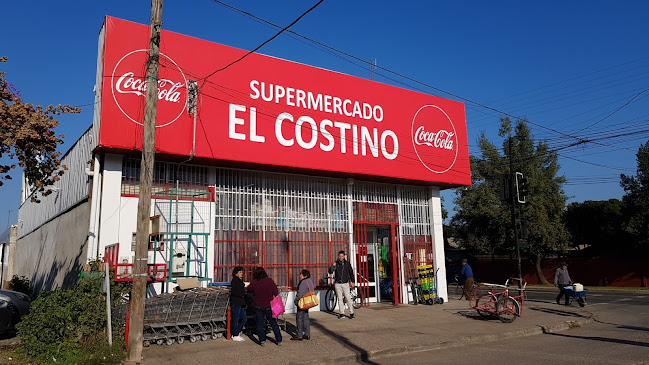 Coca-Cola
SUPERMERCADO
EL COSTINO
Coca-Cola